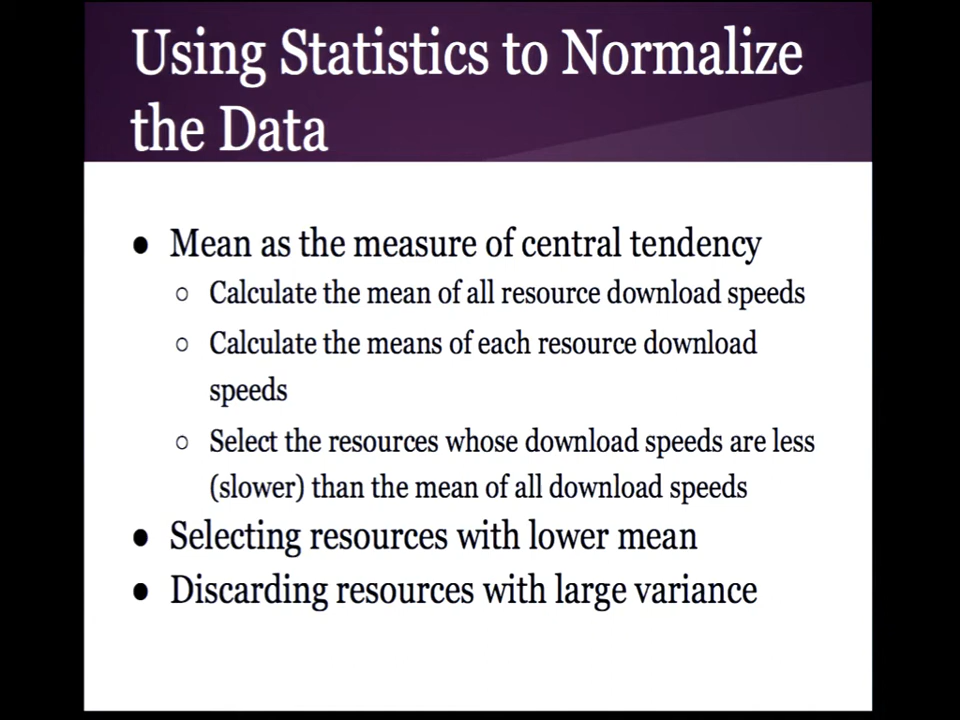 Using Statistics to Normalize
the Data
● Mean as the measure of central tendency
○ Calculate the mean of all resource download speeds
○ Calculate the means of each resource download
speeds
○ Select the resources whose download speeds are less
(slower) than the mean of all download speeds
● Selecting resources with lower mean
● Discarding resources with large variance